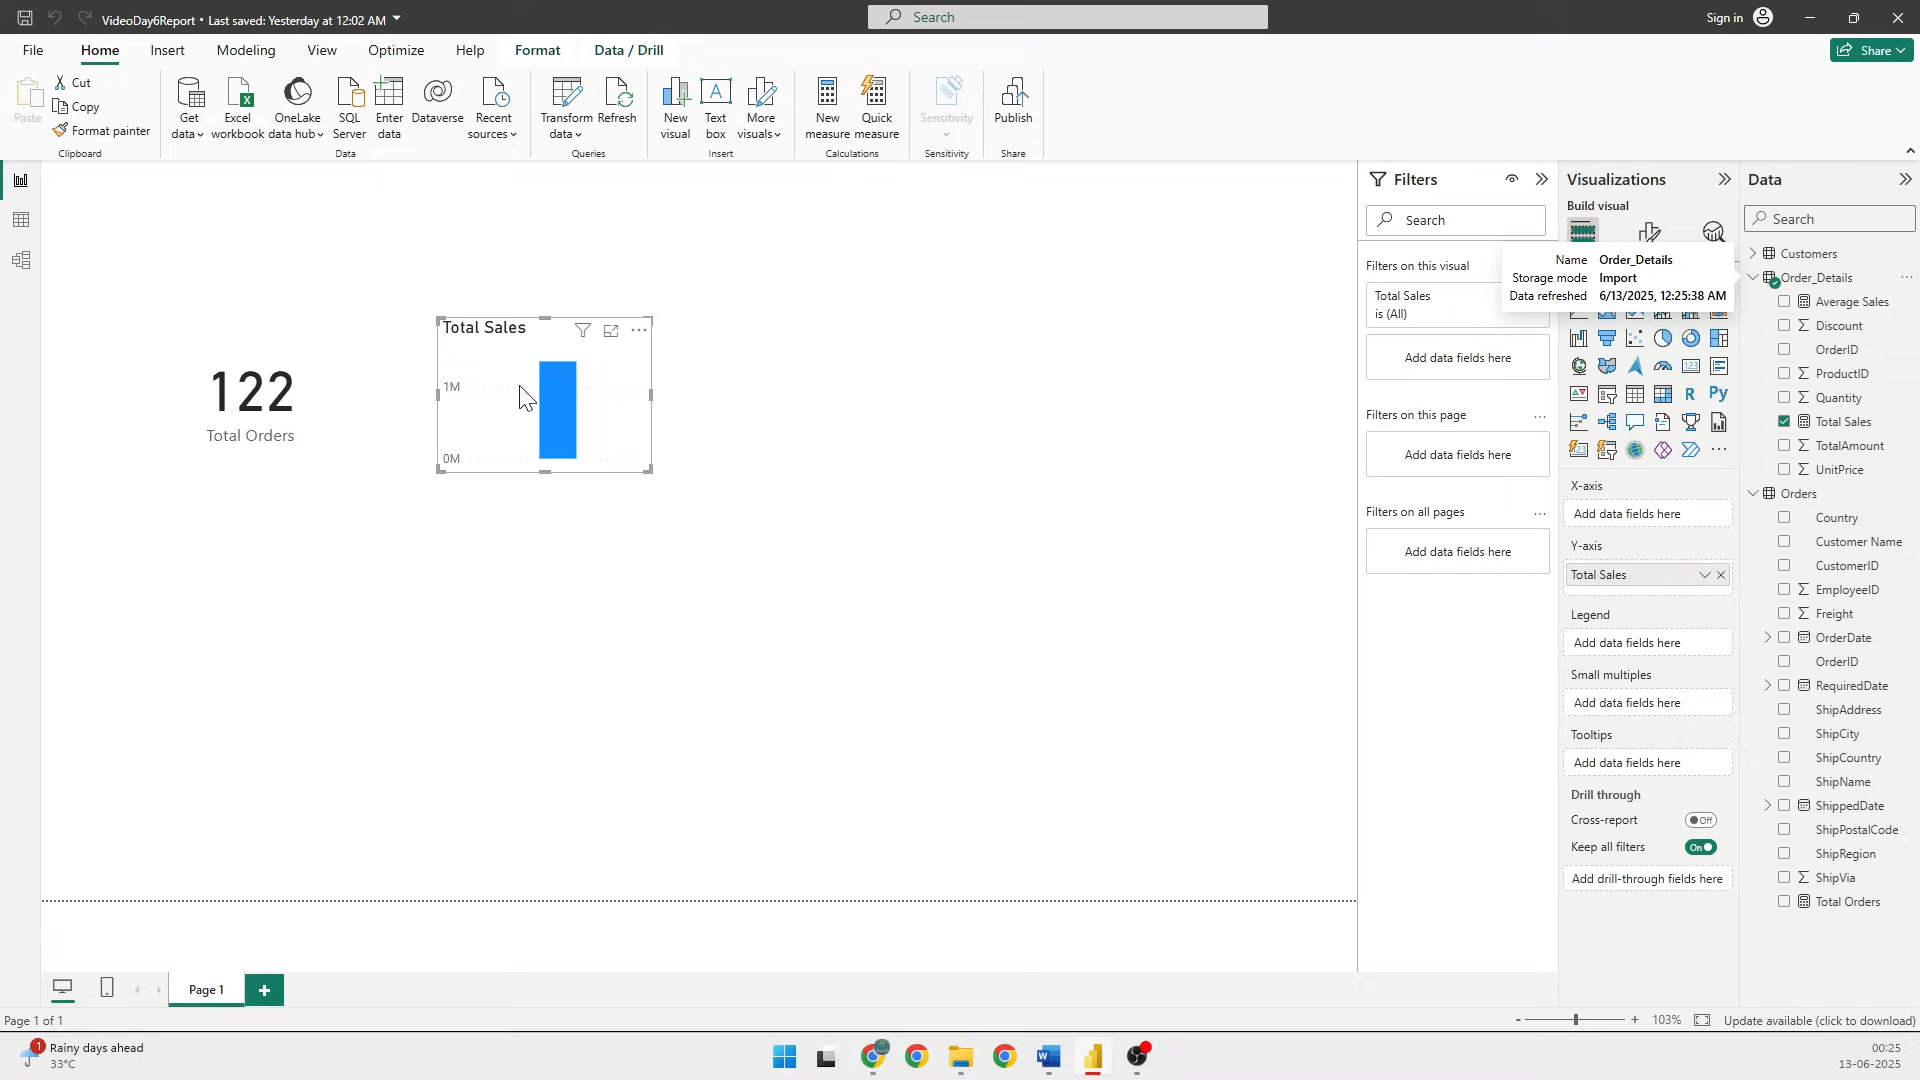 VideoDay6Report • Last saved: Yesterday at 12:02 AM
Search
Sign in
File
Home
Insert
Modeling
View
Optimize
Help
Format
Data / Drill
Share
Paste
Cut
Copy
Format painter
Get data
Excel workbook
OneLake data hub
SQL Server
Enter data
Dataverse
Recent sources
Transform data
Refresh
New visual
A
Text box
More visuals
New measure
Quick measure
Sensitivity
Publish
Clipboard
Data
Queries
Insert
Calculations
Sensitivity
Share
122
Total Orders
Total Sales
1M
0M
Filters
Search
Filters on this visual
Total Sales
is (All)
Add data fields here
Filters on this page
Add data fields here
Filters on all pages
Add data fields here
Visualizations
Build visual
Name Order_Details
Storage mode Import
Data refreshed 6/13/2025, 12:25:38 AM
123
R
Py
X-axis
Add data fields here
Y-axis
Total Sales
Legend
Add data fields here
Small multiples
Add data fields here
Tooltips
Add data fields here
Drill through
Cross-report Off
Keep all filters On
Add drill-through fields here
Data
Search
Customers
Order_Details
Average Sales
Discount
OrderID
ProductID
Quantity
Total Sales
TotalAmount
UnitPrice
Orders
Country
Customer Name
CustomerID
EmployeeID
Freight
OrderDate
OrderID
RequiredDate
ShipAddress
ShipCity
ShipCountry
ShipName
ShippedDate
ShipPostalCode
ShipRegion
ShipVia
Total Orders
Page 1
Page 1 of 1
103%
Update available (click to download)
1
Rainy days ahead
33°C
00:25
13-06-2025